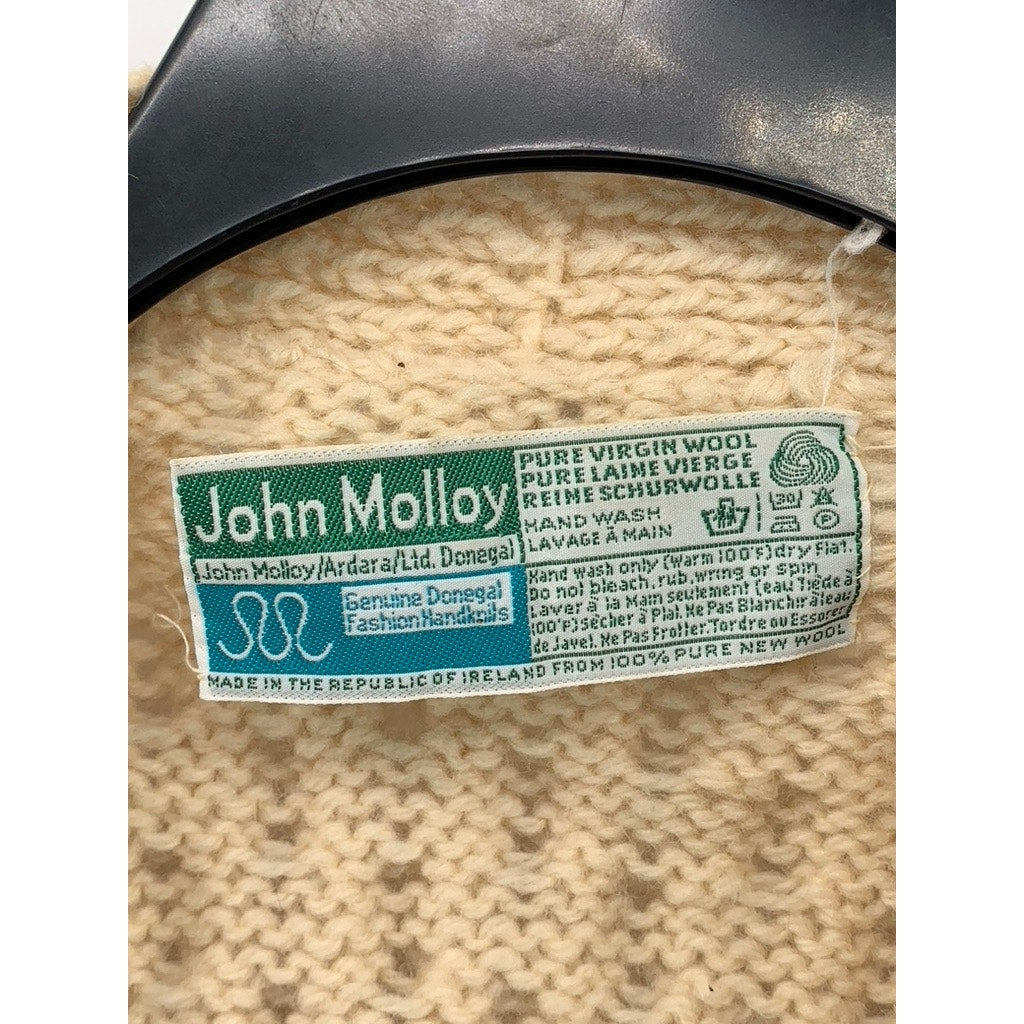 John Molloy
John Molloy/Ardara/Ltd. Donegal
Genuine Donegal
Fashion Handknits
PURE VIRGIN WOOL
PURE LAINE VIERGE
REINE SCHURWOLLE
HAND WASH
LAVAGE À MAIN
30
P
Hand wash only (warm 100°F) dry Flat.
Do not bleach, rub, wring or spin
Laver à la Main seulement (eau Tiède à
100°F) Sécher à Plat. Ne Pas Blanchir à l'eau
de Javel. Ne Pas Frotter. Tordre ou Essorer
MADE IN THE REPUBLIC OF IRELAND FROM 100% PURE NEW WOOL